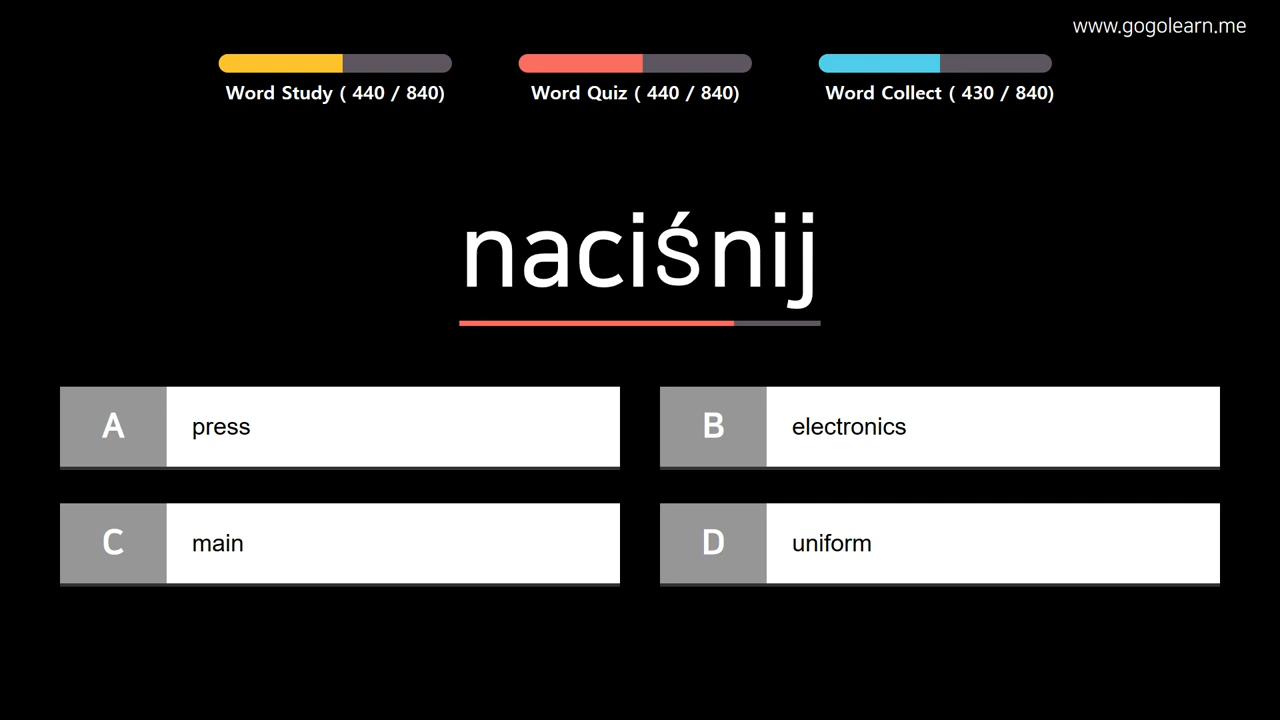 www.gogolearn.me
Word Study ( 440 / 840)
Word Quiz ( 440 / 840)
Word Collect ( 430 / 840)
naciśnij
A press
B electronics
C main
D uniform